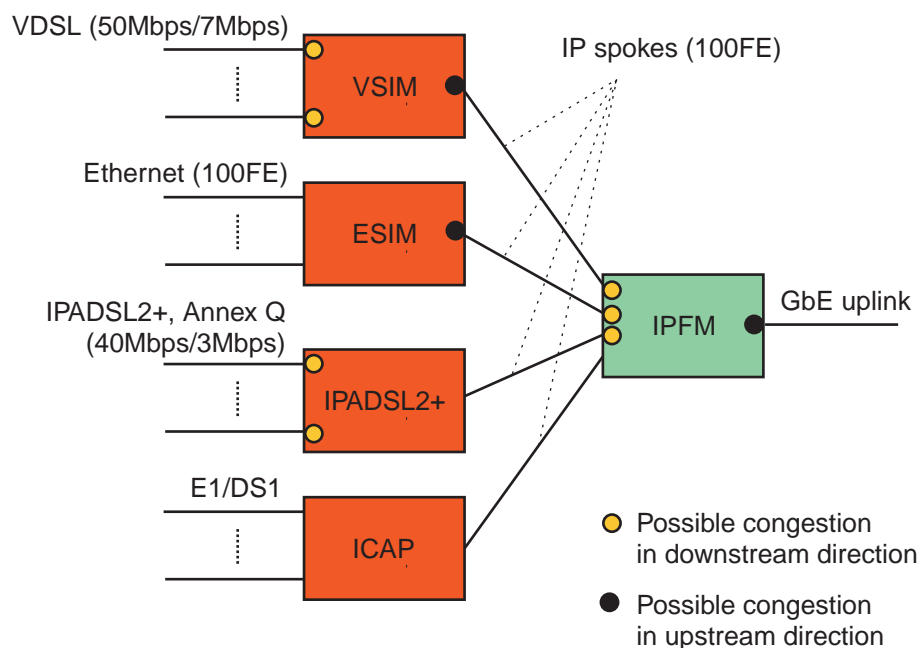 VDSL (50Mbps/7Mbps)
IP spokes (100FE)
VSIM
Ethernet (100FE)
ESIM
IPADSL2+, Annex Q
(40Mbps/3Mbps)
IPFM
GbE uplink
IPADSL2+
E1/DS1
ICAP
Possible congestion
in downstream direction
Possible congestion
in upstream direction